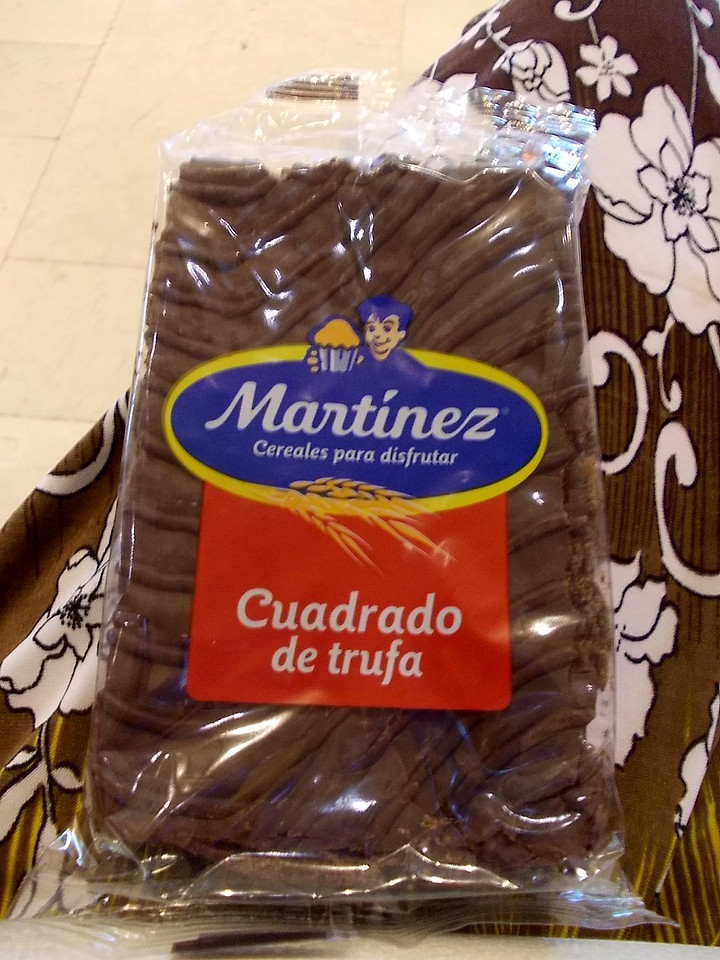 Martínez
Cereales para disfrutar
Cuadrado
de trufa